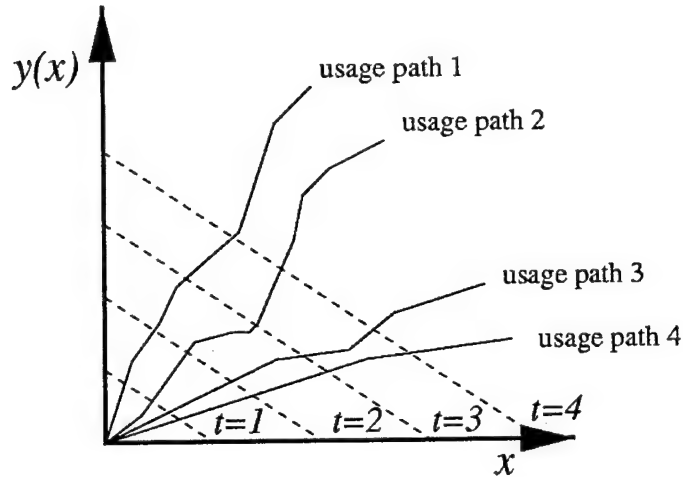 y(x)
usage path 1
usage path 2
usage path 3
usage path 4
t=1 t=2 t=3 t=4
x